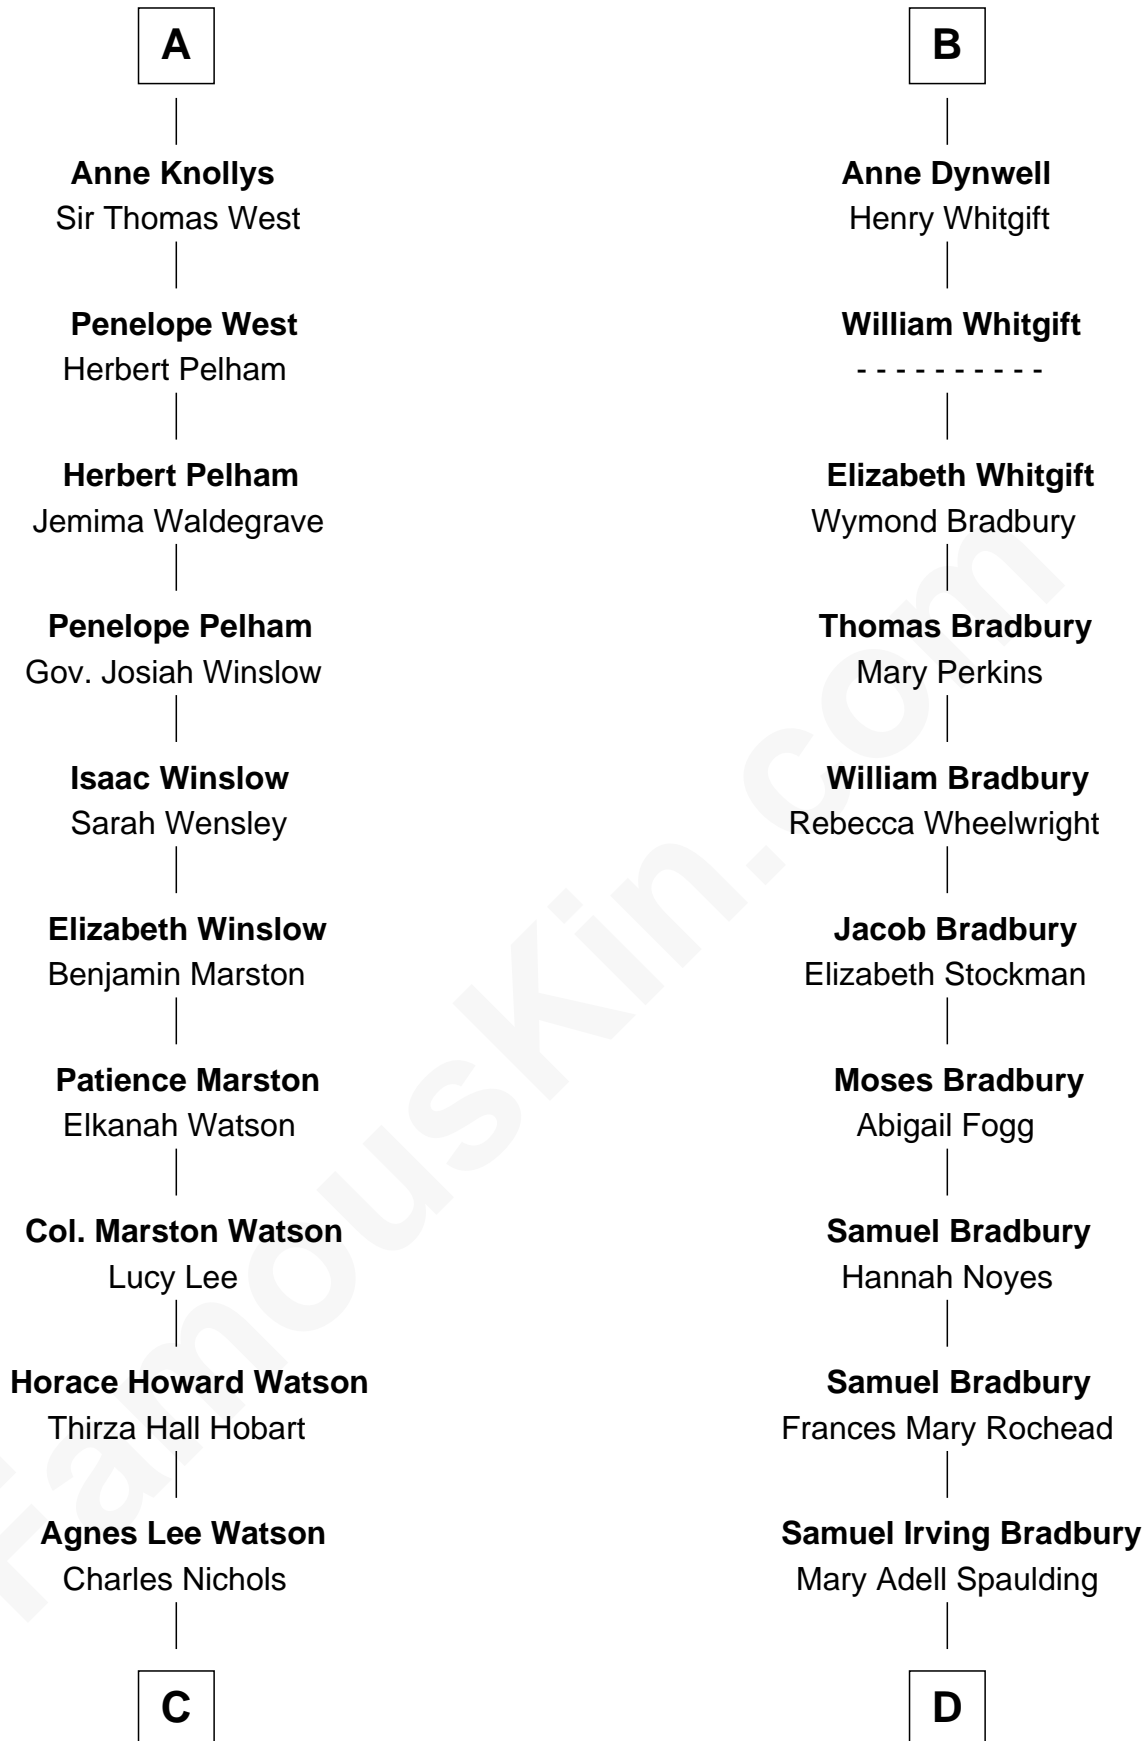 A
Anne Knollys
Sir Thomas West
Penelope West
Herbert Pelham
Herbert Pelham
Jemima Waldegrave
Penelope Pelham
Gov. Josiah Winslow
Isaac Winslow
Sarah Wensley
Elizabeth Winslow
Benjamin Marston
Patience Marston
Elkanah Watson
Col. Marston Watson
Lucy Lee
Horace Howard Watson
Thirza Hall Hobart
Agnes Lee Watson
Charles Nichols
C
B
Anne Dynwell
Henry Whitgift
William Whitgift
- - - - - - - - - -
Elizabeth Whitgift
Wymond Bradbury
Thomas Bradbury
Mary Perkins
William Bradbury
Rebecca Wheelwright
Jacob Bradbury
Elizabeth Stockman
Moses Bradbury
Abigail Fogg
Samuel Bradbury
Hannah Noyes
Samuel Bradbury
Frances Mary Rochead
Samuel Irving Bradbury
Mary Adell Spaulding
D
FamousKin.com